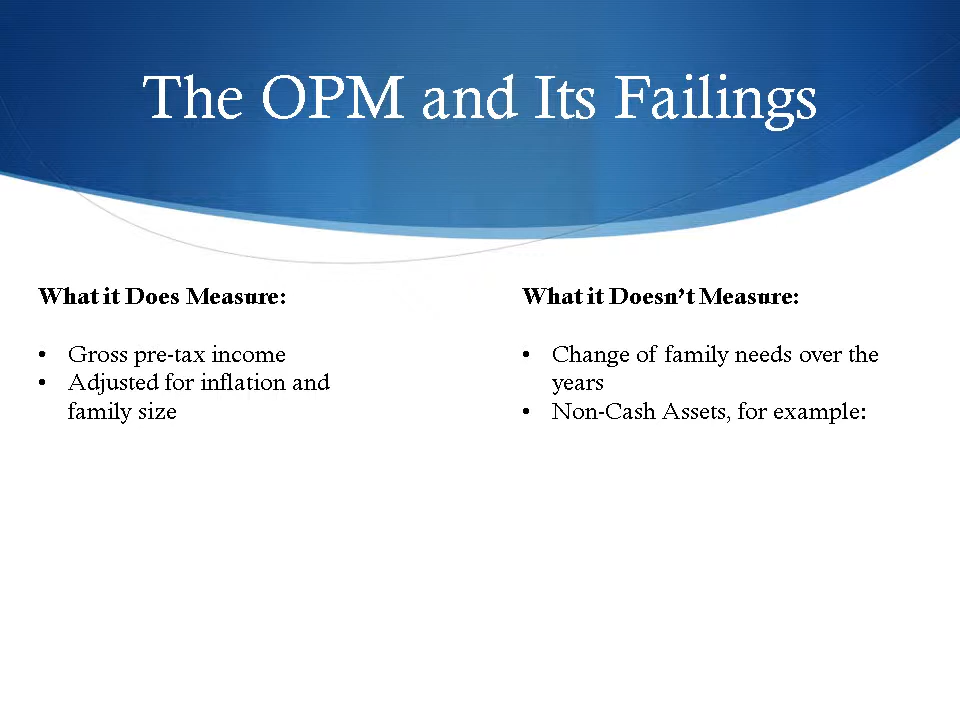 The OPM and Its Failings
What it Does Measure:
• Gross pre-tax income
• Adjusted for inflation and
family size
What it Doesn't Measure:
• Change of family needs over the
years
• Non-Cash Assets, for example: